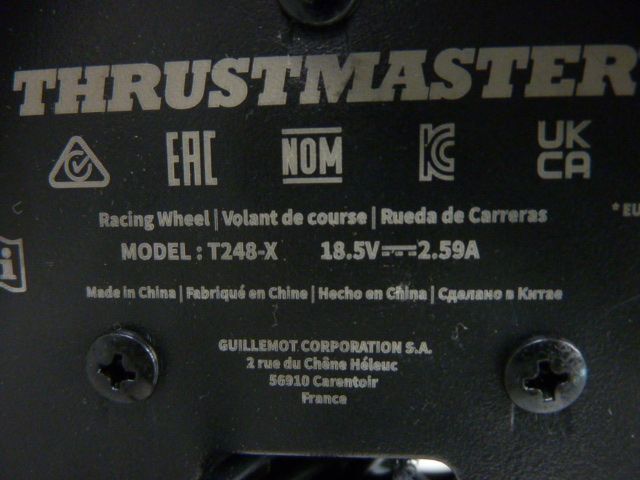 THRUSTMASTER
EAC NOM KC UK CA
Racing Wheel | Volant de course | Rueda de Carreras
* EU
MODEL : T248-X 18.5V⎓2.59A
i
Made in China | Fabriqué en Chine | Hecho en China | Сделано в Китае
GUILLEMOT CORPORATION S.A.
2 rue du Chêne Héleuc
56910 Carentoir
France